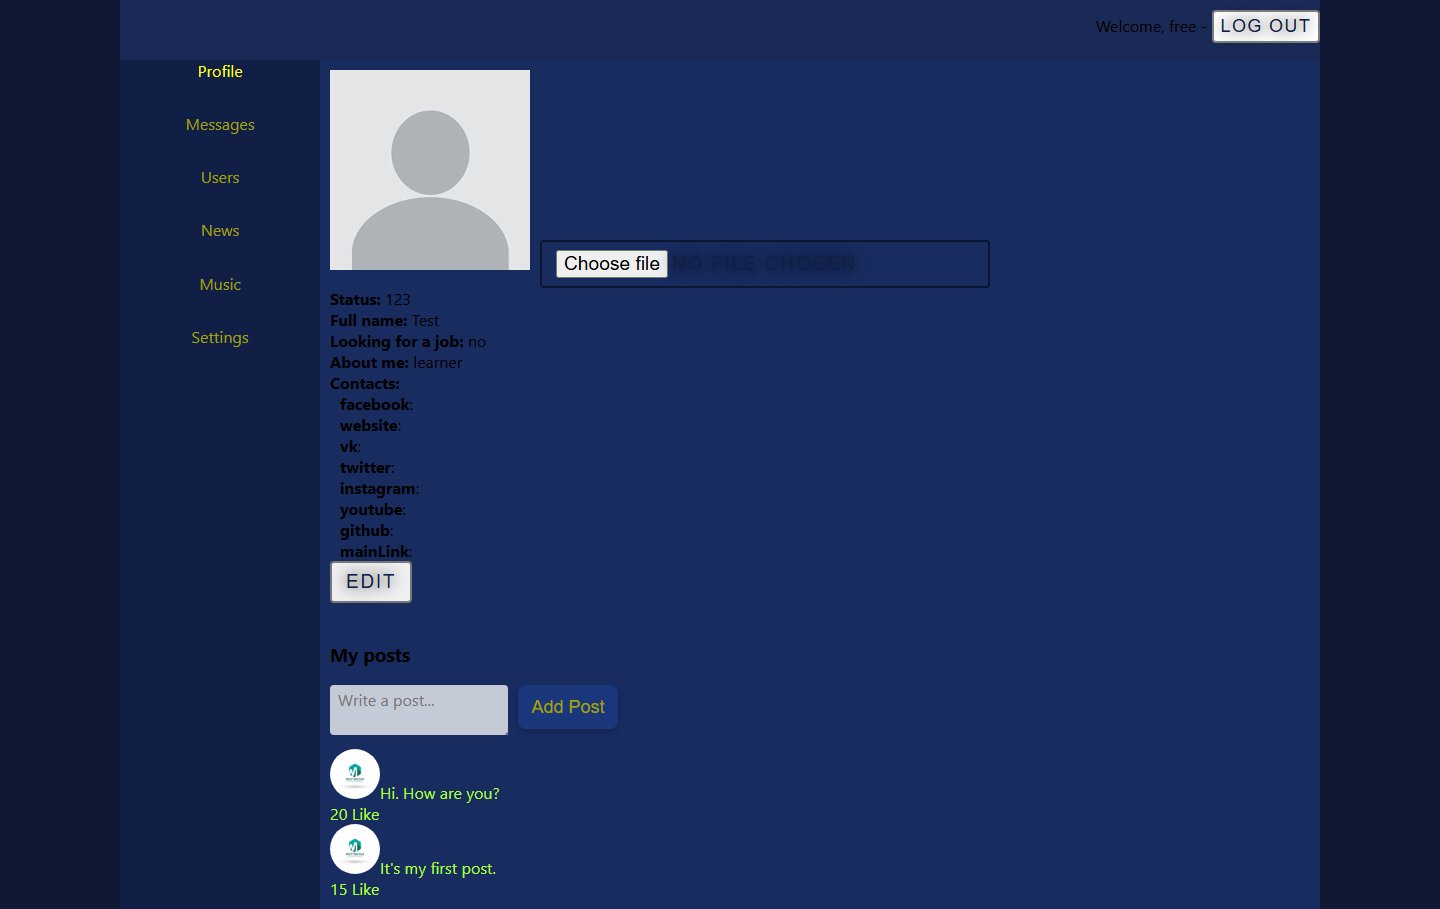 Welcome, free - LOG OUT
Profile
Messages
Users
News
Music
Settings
Choose file NO FILE CHOSEN
Status: 123
Full name: Test
Looking for a job: no
About me: learner
Contacts:
facebook:
website:
vk:
twitter:
instagram:
youtube:
github:
mainLink:
EDIT
My posts
Write a post...
Add Post
Hi. How are you?
20 Like
It's my first post.
15 Like